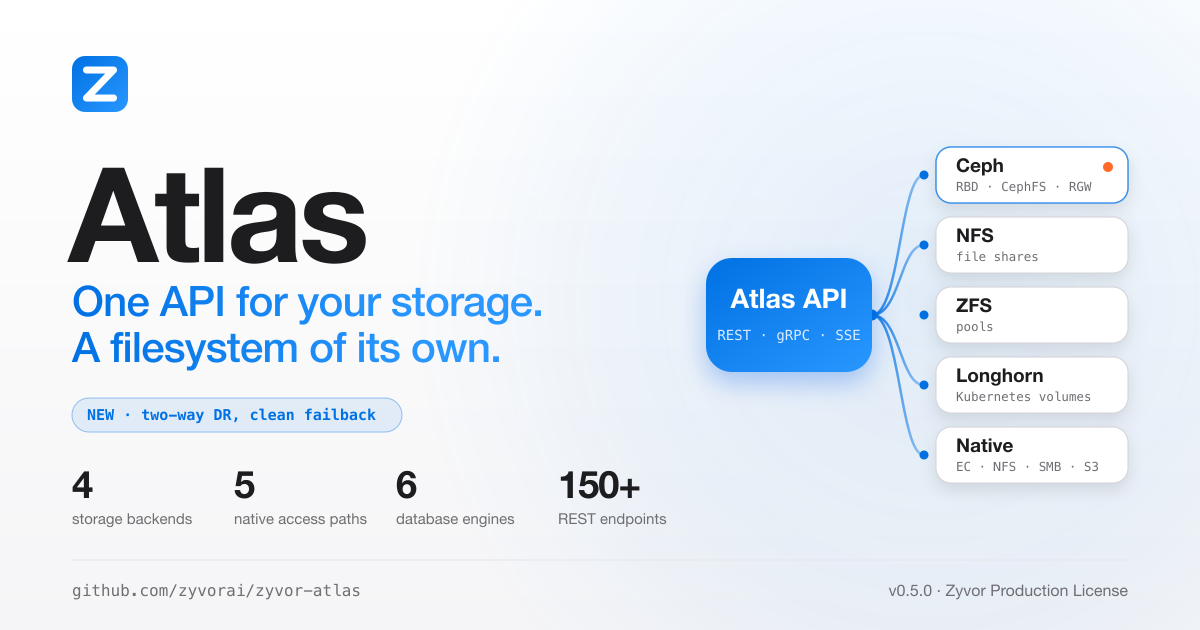 Z
Atlas
One API for your storage.
A filesystem of its own.
NEW · two-way DR, clean failback
4
storage backends
5
native access paths
6
database engines
150+
REST endpoints
Atlas API
REST · gRPC · SSE
Ceph
RBD · CephFS · RGW
NFS
file shares
ZFS
pools
Longhorn
Kubernetes volumes
Native
EC · NFS · SMB · S3
github.com/zyvorai/zyvor-atlas
v0.5.0 · Zyvor Production License